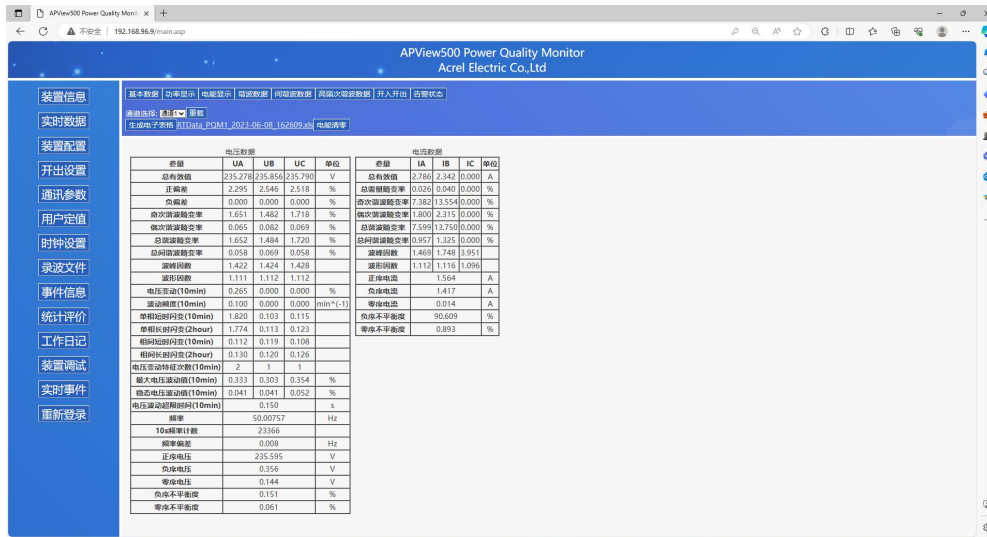 APView500 Power Quality Monit
不安全 192.168.96.9/main.asp
APView500 Power Quality Monitor
Acrel Electric Co.,Ltd
装置信息
实时数据
装置配置
开出设置
通讯参数
用户定值
时钟设置
录波文件
事件信息
统计评价
工作日记
装置调试
实时事件
重新登录
基本数据 功率显示 电能显示 谐波数据 间谐波数据 高频次谐波数据 开入开出 告警状态
通道选择: 通道1 重载
生成电子表格 RTData_PQM1_2023-06-08_162609.xls 电能清零
电压数据
参量 UA UB UC 单位
总有效值 235.278 235.856 235.790 V
正偏差 2.295 2.546 2.518 %
负偏差 0.000 0.000 0.000 %
奇次谐波畸变率 1.651 1.482 1.718 %
偶次谐波畸变率 0.065 0.082 0.069 %
总谐波畸变率 1.652 1.484 1.720 %
总间谐波畸变率 0.058 0.069 0.058 %
波峰因数 1.422 1.424 1.428
波形因数 1.111 1.112 1.112
电压变动(10min) 0.265 0.000 0.000 %
波动频度(10min) 0.100 0.000 0.000 min^(-1)
单相短时闪变(10min) 1.820 0.103 0.115
单相长时闪变(2hour) 1.774 0.113 0.123
相间短时闪变(10min) 0.112 0.119 0.108
相间长时闪变(2hour) 0.130 0.120 0.126
电压变动特征次数(10min) 2 1 1
最大电压波动值(10min) 0.333 0.303 0.354 %
稳态电压波动值(10min) 0.041 0.041 0.052 %
电压波动超限时间(10min) 0.150 s
频率 50.00757 Hz
10s频率计数 23366
频率偏差 0.008 Hz
正序电压 235.595 V
负序电压 0.356 V
零序电压 0.144 V
负序不平衡度 0.151 %
零序不平衡度 0.061 %
电流数据
参量 IA IB IC 单位
总有效值 2.786 2.342 0.000 A
总需量畸变率 0.026 0.040 0.000 %
奇次谐波畸变率 7.382 13.554 0.000 %
偶次谐波畸变率 1.800 2.315 0.000 %
总谐波畸变率 7.599 13.750 0.000 %
总间谐波畸变率 0.957 1.325 0.000 %
波峰因数 1.469 1.748 3.951
波形因数 1.112 1.116 1.096
正序电流 1.564 A
负序电流 1.417 A
零序电流 0.014 A
负序不平衡度 90.609 %
零序不平衡度 0.893 %